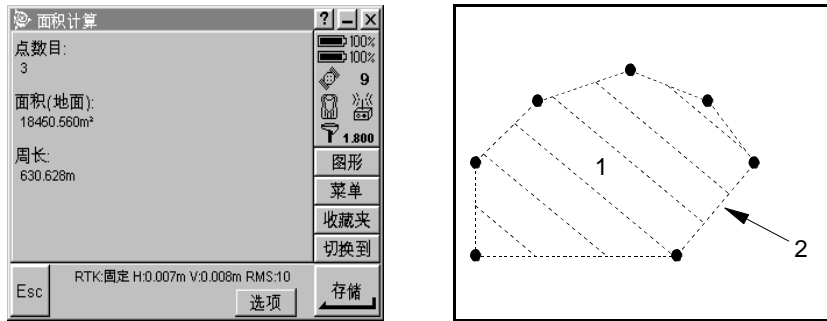 面积计算
? – X
点数目:
3
面积(地面):
18450.560m²
周长:
630.628m
100%
100%
9
1.800
图形
菜单
收藏夹
切换到
Esc
RTK:固定 H:0.007m V:0.008m RMS:10
选项
存储
1
2